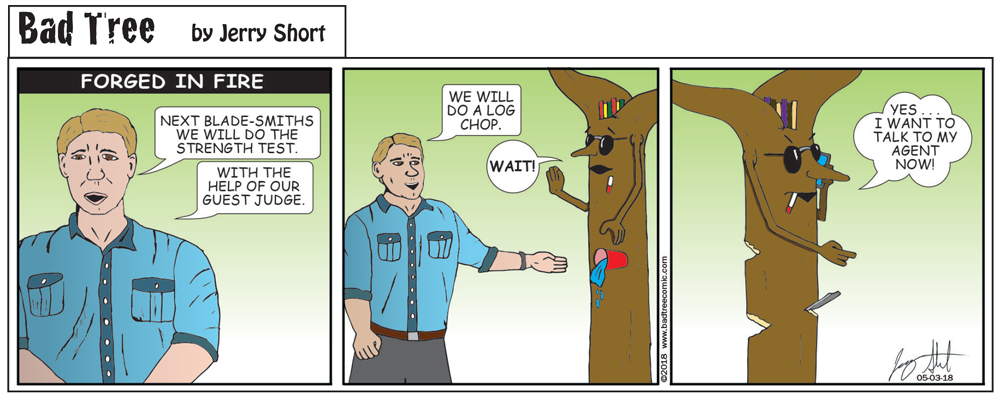 Bad Tree by Jerry Short
FORGED IN FIRE
NEXT BLADE-SMITHS
WE WILL DO THE
STRENGTH TEST.
WITH THE
HELP OF OUR
GUEST JUDGE.
WE WILL
DO A LOG
CHOP.
WAIT!
©2018 www.badtreecomic.com
YES . . .
I WANT TO
TALK TO MY
AGENT
NOW!
05-03-18